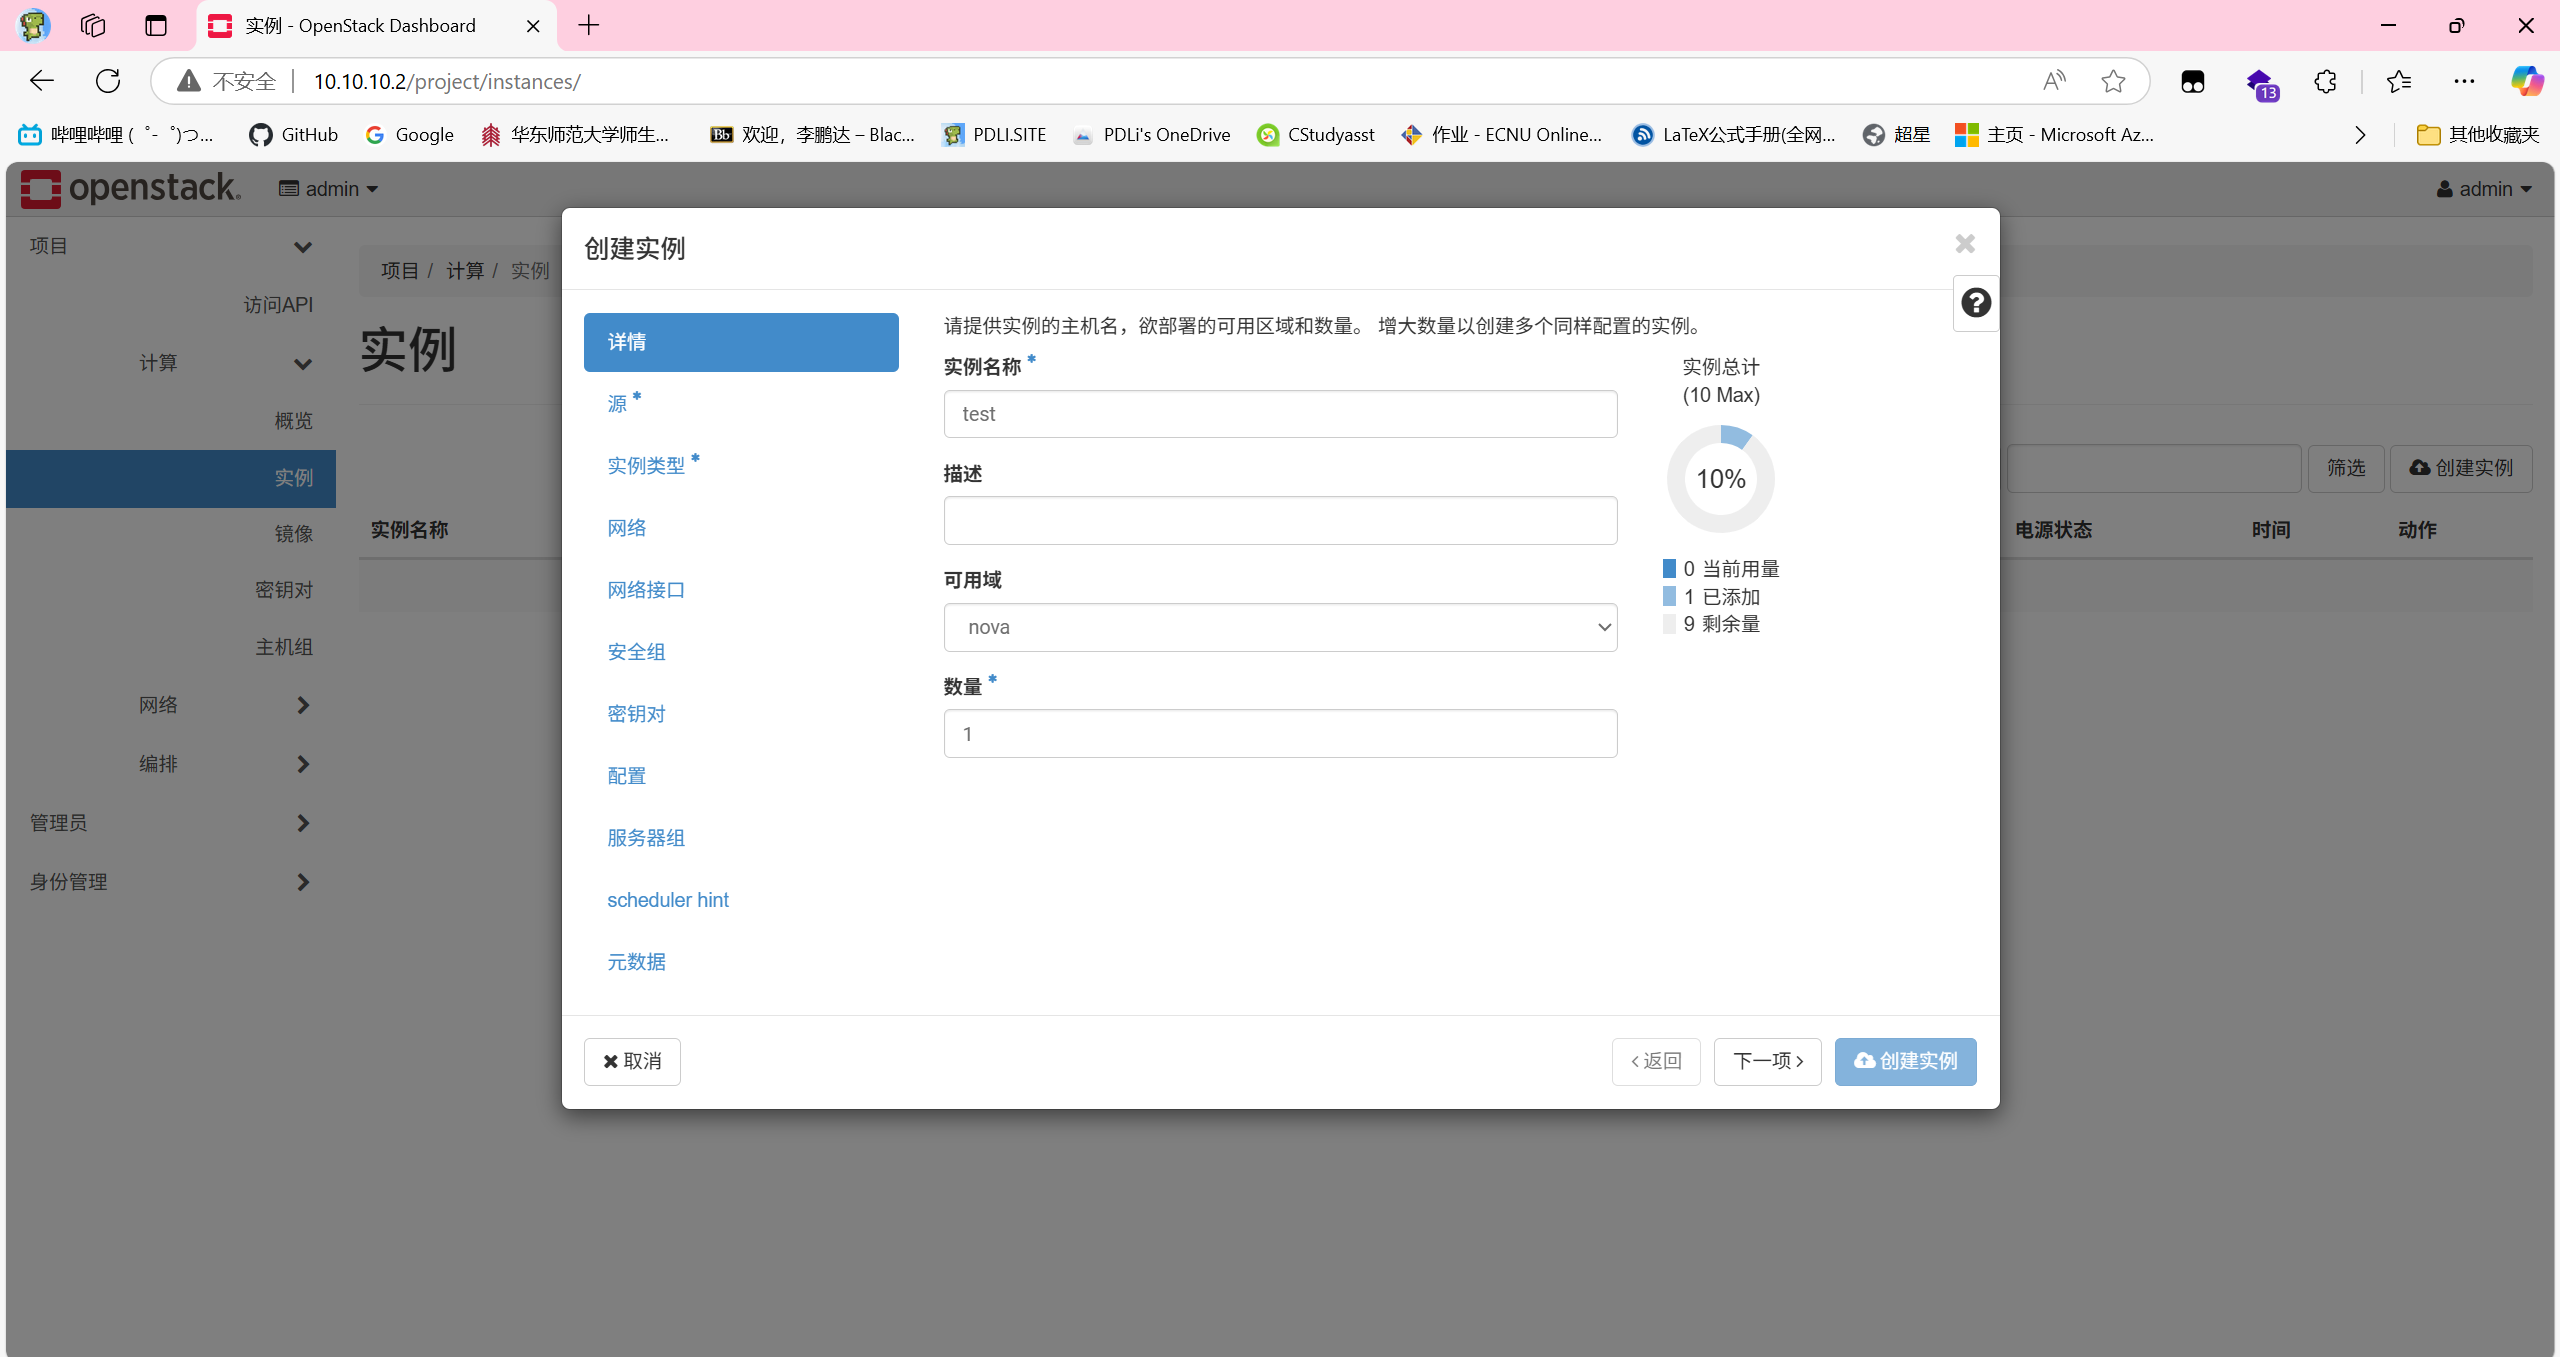 实例 - OpenStack Dashboard
不安全 10.10.10.2/project/instances/
13
哔哩哔哩 ( ゜- ゜)つ... GitHub Google 华东师范大学师生... 欢迎，李鹏达 – Blac... PDLI.SITE PDLi's OneDrive CStudyasst 作业 - ECNU Online... LaTeX公式手册(全网... 超星 主页 - Microsoft Az... 其他收藏夹
openstack. admin admin
项目
访问API
计算
概览
实例
镜像
密钥对
主机组
网络
编排
管理员
身份管理
项目 / 计算 / 实例
实例
筛选 创建实例
实例名称 电源状态 时间 动作
创建实例
详情
源 *
实例类型 *
网络
网络接口
安全组
密钥对
配置
服务器组
scheduler hint
元数据
请提供实例的主机名，欲部署的可用区域和数量。 增大数量以创建多个同样配置的实例。
实例名称 *
test
描述
可用域
nova
数量 *
1
实例总计
(10 Max)
10%
0 当前用量
1 已添加
9 剩余量
取消 ‹ 返回 下一项 › 创建实例